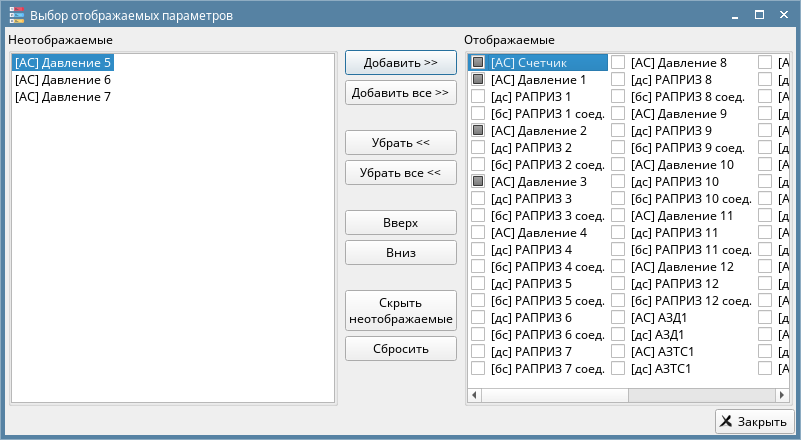 Выбор отображаемых параметров
Неотображаемые
[АС] Давление 5
[АС] Давление 6
[АС] Давление 7
Добавить >>
Добавить все >>
Убрать <<
Убрать все <<
Вверх
Вниз
Скрыть
неотображаемые
Сбросить
Отображаемые
[АС] Счетчик
[АС] Давление 1
[дс] РАПРИЗ 1
[бс] РАПРИЗ 1 соед.
[АС] Давление 2
[дс] РАПРИЗ 2
[бс] РАПРИЗ 2 соед.
[АС] Давление 3
[дс] РАПРИЗ 3
[бс] РАПРИЗ 3 соед.
[АС] Давление 4
[дс] РАПРИЗ 4
[бс] РАПРИЗ 4 соед.
[дс] РАПРИЗ 5
[бс] РАПРИЗ 5 соед.
[дс] РАПРИЗ 6
[бс] РАПРИЗ 6 соед.
[дс] РАПРИЗ 7
[бс] РАПРИЗ 7 соед.
[АС] Давление 8
[дс] РАПРИЗ 8
[бс] РАПРИЗ 8 соед.
[АС] Давление 9
[дс] РАПРИЗ 9
[бс] РАПРИЗ 9 соед.
[АС] Давление 10
[дс] РАПРИЗ 10
[бс] РАПРИЗ 10 соед.
[АС] Давление 11
[дс] РАПРИЗ 11
[бс] РАПРИЗ 11 соед.
[АС] Давление 12
[дс] РАПРИЗ 12
[бс] РАПРИЗ 12 соед.
[АС] АЗД1
[дс] АЗД1
[АС] АЗТС1
[дс] АЗТС1
Закрыть